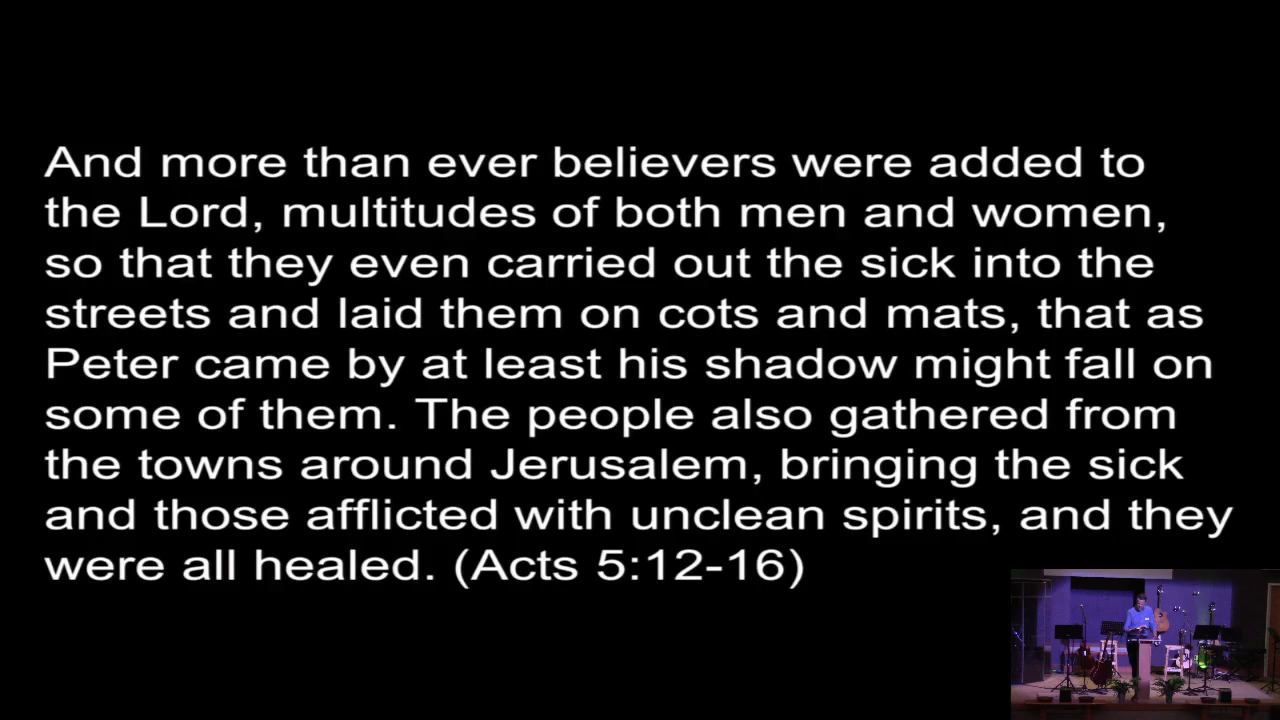 And more than ever believers were added to
the Lord, multitudes of both men and women,
so that they even carried out the sick into the
streets and laid them on cots and mats, that as
Peter came by at least his shadow might fall on
some of them. The people also gathered from
the towns around Jerusalem, bringing the sick
and those afflicted with unclean spirits, and they
were all healed. (Acts 5:12-16)